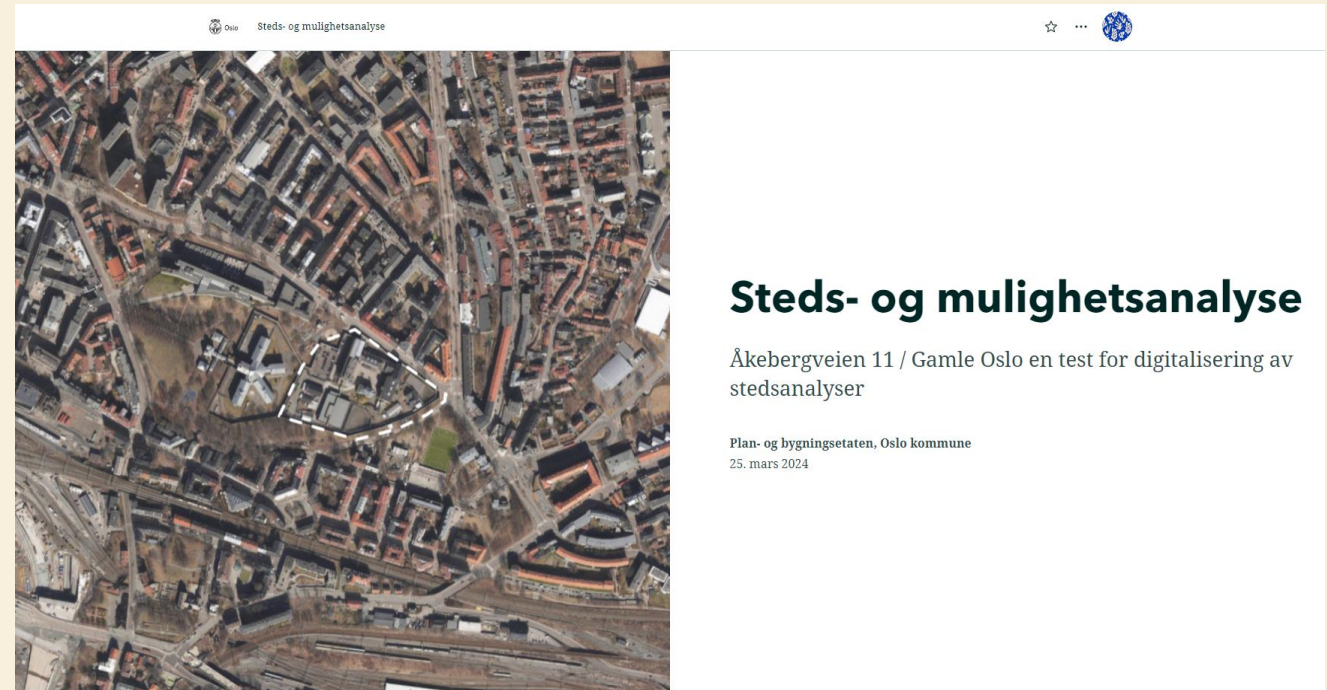 Oslo
Steds- og mulighetsanalyse
Steds- og mulighetsanalyse
Åkebergveien 11 / Gamle Oslo en test for digitalisering av
stedsanalyser
Plan- og bygningsetaten, Oslo kommune
25. mars 2024